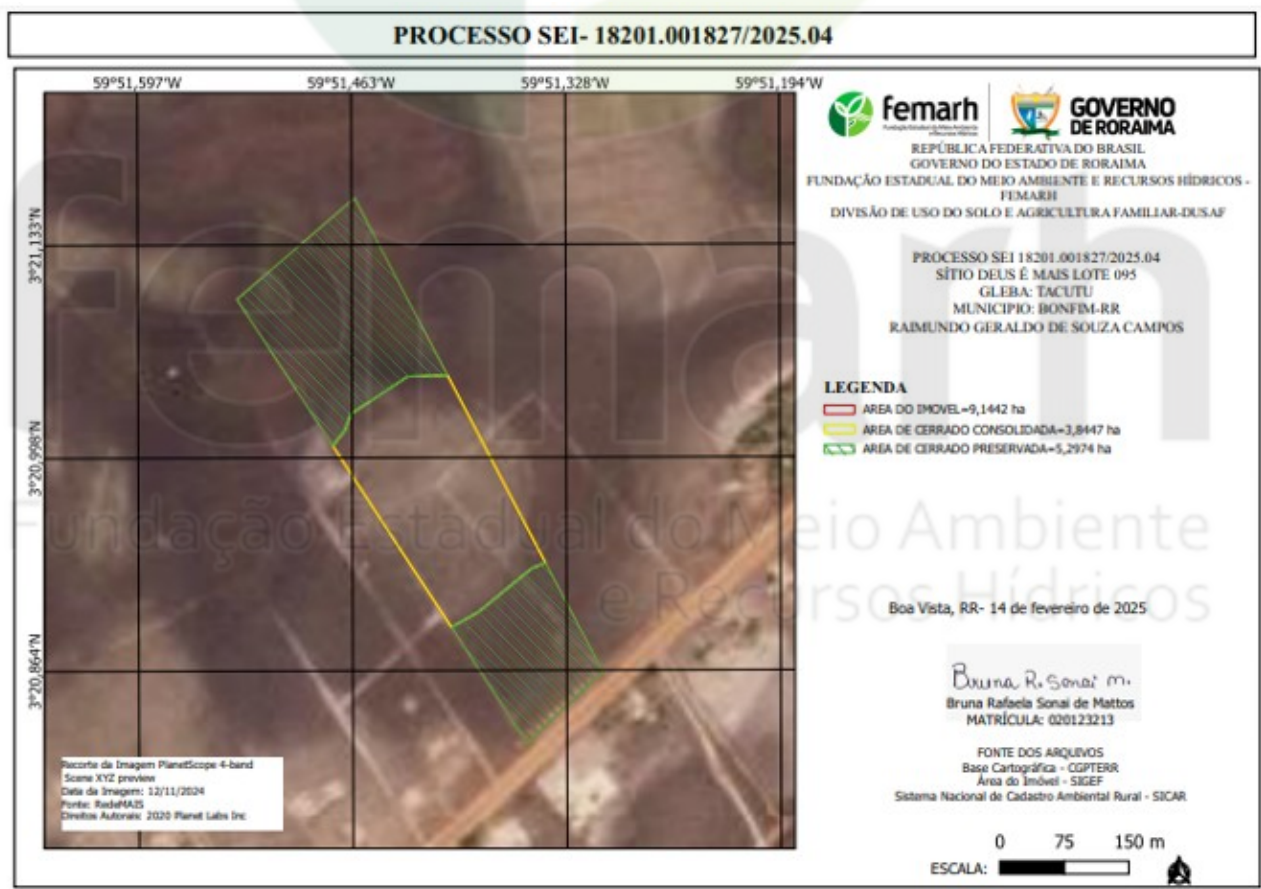 PROCESSO SEI- 18201.001827/2025.04
59°51,597'W 59°51,463'W 59°51,328'W 59°51,194'W
3°21,133'N
3°20,998'N
3°20,864'N
femarh
Fundação Estadual do Meio Ambiente
e Recursos Hídricos
GOVERNO
DE RORAIMA
REPÚBLICA FEDERATIVA DO BRASIL
GOVERNO DO ESTADO DE RORAIMA
FUNDAÇÃO ESTADUAL DO MEIO AMBIENTE E RECURSOS HÍDRICOS -
FEMARH
DIVISÃO DE USO DO SOLO E AGRICULTURA FAMILIAR-DUSAF
PROCESSO SEI 18201.001827/2025.04
SÍTIO DEUS É MAIS LOTE 095
GLEBA: TACUTU
MUNICIPIO: BONFIM-RR
RAIMUNDO GERALDO DE SOUZA CAMPOS
LEGENDA
AREA DO IMOVEL=9,1442 ha
AREA DE CERRADO CONSOLIDADA=3,8447 ha
AREA DE CERRADO PRESERVADA=5,2974 ha
femarh
Fundação Estadual do Meio Ambiente
e Recursos Hídricos
Boa Vista, RR- 14 de fevereiro de 2025
Bruna R. Sonai m.
Bruna Rafaela Sonai de Mattos
MATRÍCULA: 020123213
FONTE DOS ARQUIVOS
Base Cartográfica - CGPTERR
Área do Imóvel - SIGEF
Sistema Nacional de Cadastro Ambiental Rural - SICAR
Recorte da Imagem PlanetScope 4-band
Scene XYZ preview
Data da Imagem: 12/11/2024
Fonte: RedeMAIS
Direitos Autorais: 2020 Planet Labs Inc
0 75 150 m
ESCALA: